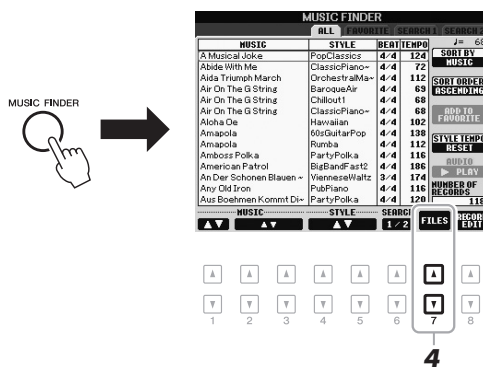 MUSIC FINDER
MUSIC FINDER
ALL FAVORITE SEARCH 1 SEARCH 2
MUSIC STYLE BEAT TEMPO
A Musical Joke PopClassics 4/4 124
Abide With Me ClassicPiano~ 4/4 72
Aida Triumph March OrchestralMa~ 4/4 112
Air On The G String BaroqueAir 4/4 69
Air On The G String Chillout1 4/4 68
Air On The G String ClassicPiano~ 4/4 68
Aloha Oe Hawaiian 4/4 102
Amapola 60sGuitarPop 4/4 138
Amapola Rumba 4/4 112
Amboss Polka PartyPolka 4/4 116
American Patrol BigBandFast2 4/4 186
An Der Schonen Blauen ~ VienneseWaltz 3/4 174
Any Old Iron PubPiano 4/4 116
Aus Boehmen Kommt Di~ PartyPolka 4/4 120
♩= 68
SORT BY
MUSIC
SORT ORDER
ASCENDING
ADD TO
FAVORITE
STYLE TEMPO
RESET
AUDIO
▶ PLAY
NUMBER OF
RECORDS
118
MUSIC STYLE
▲▼ ▲▼ ▲▼ 1/2 FILES
EDIT
1 2 3 4 5 6 7 8
4